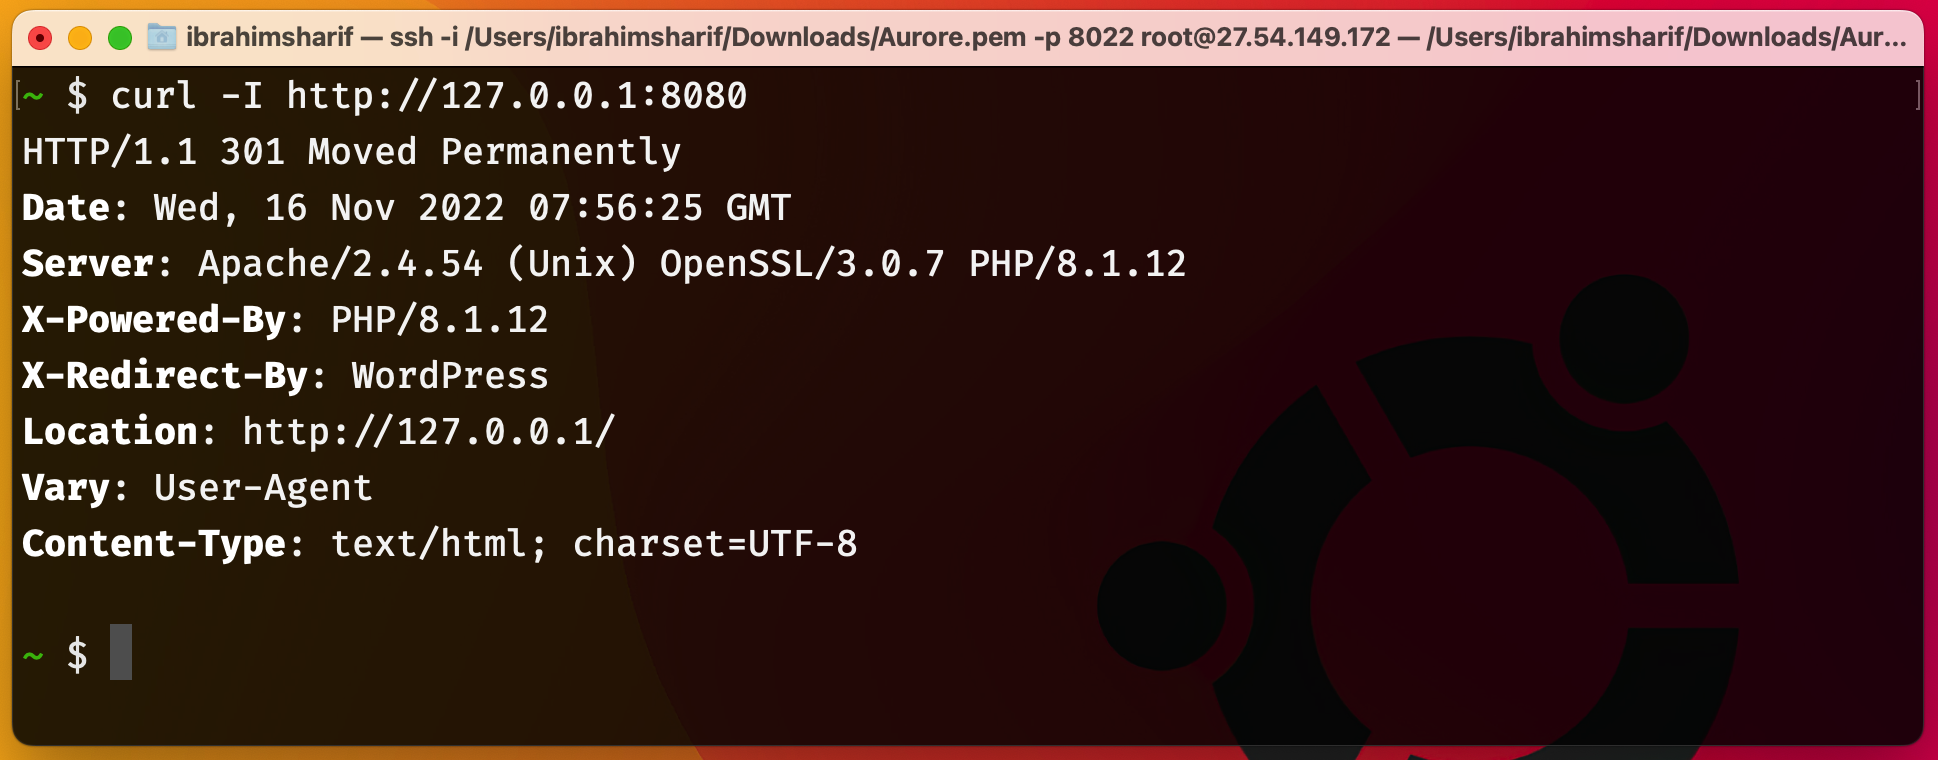 ibrahimsharif — ssh -i /Users/ibrahimsharif/Downloads/Aurore.pem -p 8022 root@27.54.149.172 — /Users/ibrahimsharif/Downloads/Aur...
[~ $ curl -I http://127.0.0.1:8080 ]
HTTP/1.1 301 Moved Permanently
Date: Wed, 16 Nov 2022 07:56:25 GMT
Server: Apache/2.4.54 (Unix) OpenSSL/3.0.7 PHP/8.1.12
X-Powered-By: PHP/8.1.12
X-Redirect-By: WordPress
Location: http://127.0.0.1/
Vary: User-Agent
Content-Type: text/html; charset=UTF-8
~ $